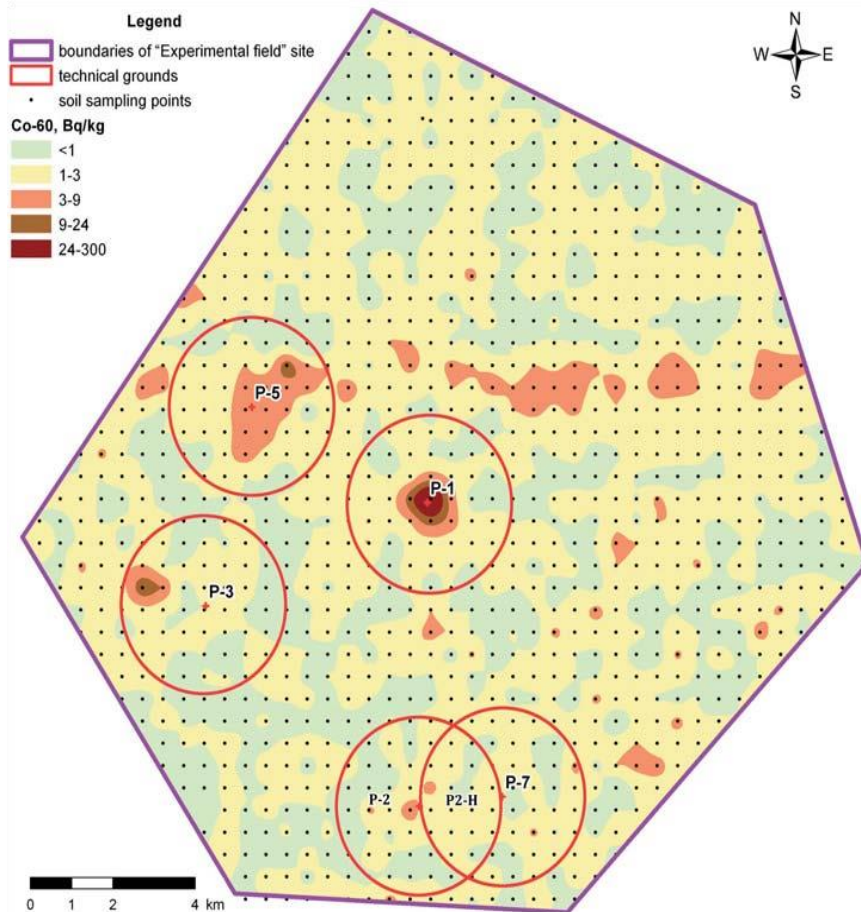 Legend
boundaries of “Experimental field” site
technical grounds
soil sampling points
Co-60, Bq/kg
<1
1-3
3-9
9-24
24-300
N
W E
S
P-5
P-1
P-3
P-7
P-2 P2-H
0 1 2 4 km